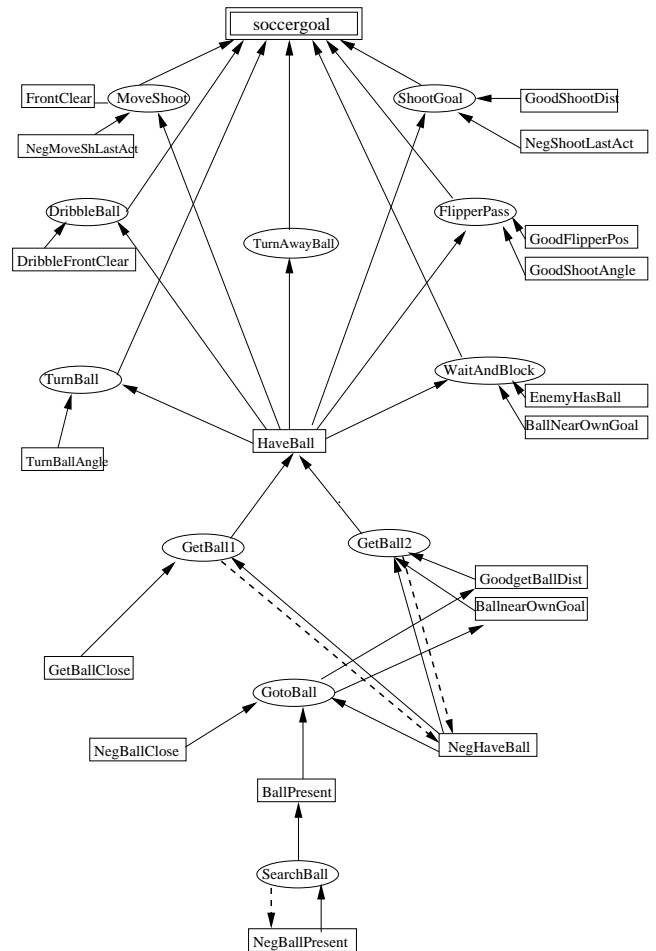 soccergoal
FrontClear
MoveShoot
ShootGoal
GoodShootDist
NegMoveShLastAct
NegShootLastAct
DribbleBall
FlipperPass
TurnAwayBall
GoodFlipperPos
DribbleFrontClear
GoodShootAngle
TurnBall
WaitAndBlock
EnemyHasBall
BallNearOwnGoal
HaveBall
TurnBallAngle
GetBall1
GetBall2
GoodgetBallDist
BallnearOwnGoal
GetBallClose
GotoBall
NegBallClose
NegHaveBall
BallPresent
SearchBall
NegBallPresent